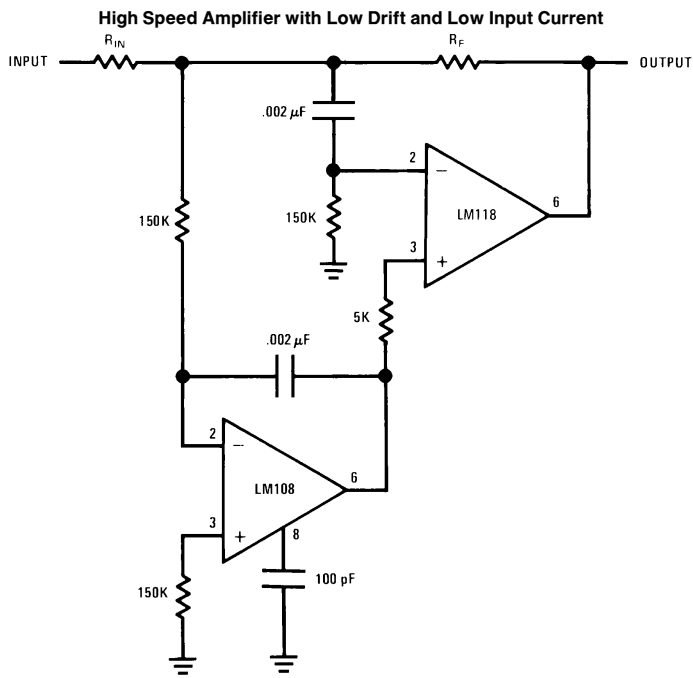 High Speed Amplifier with Low Drift and Low Input Current
R_IN
R_F
INPUT
OUTPUT
.002 μF
2
−
150K
150K
LM118
6
3
+
5K
.002 μF
2
−
LM108
6
3
+
8
150K
100 pF